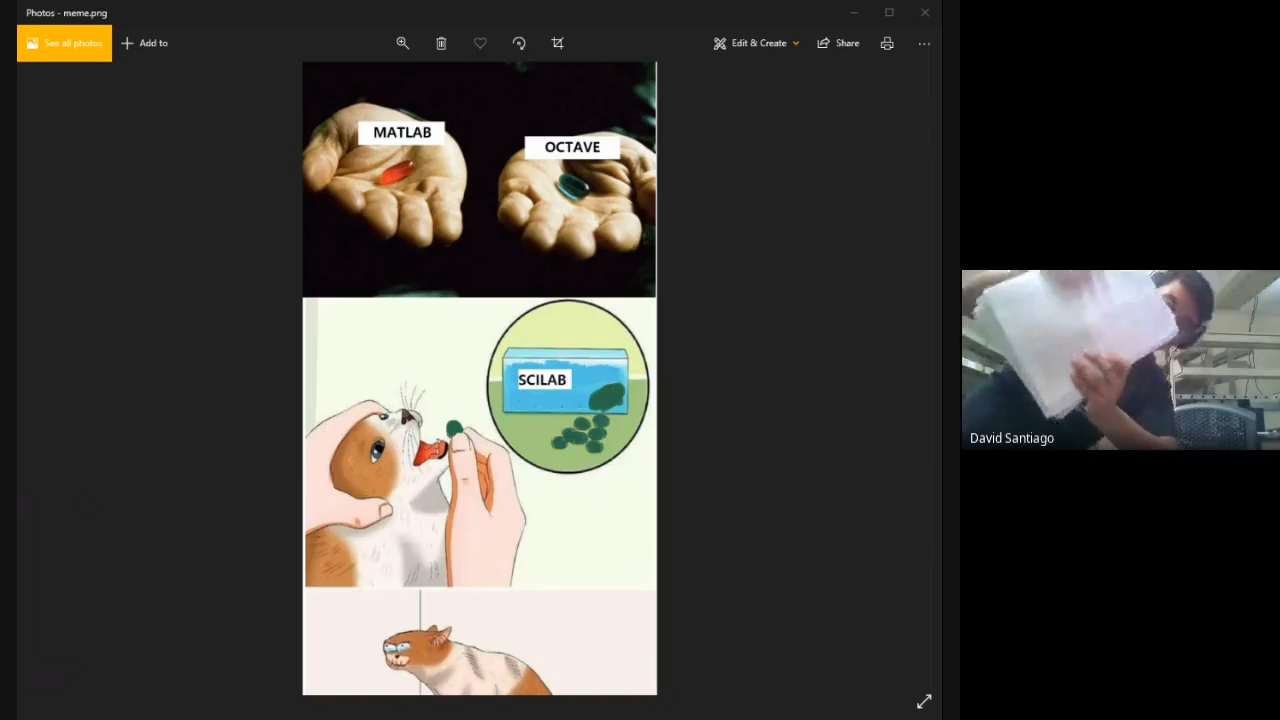 Photos - meme.png
See all photos
Add to
Edit & Create
Share
MATLAB
OCTAVE
SCILAB
David Santiago